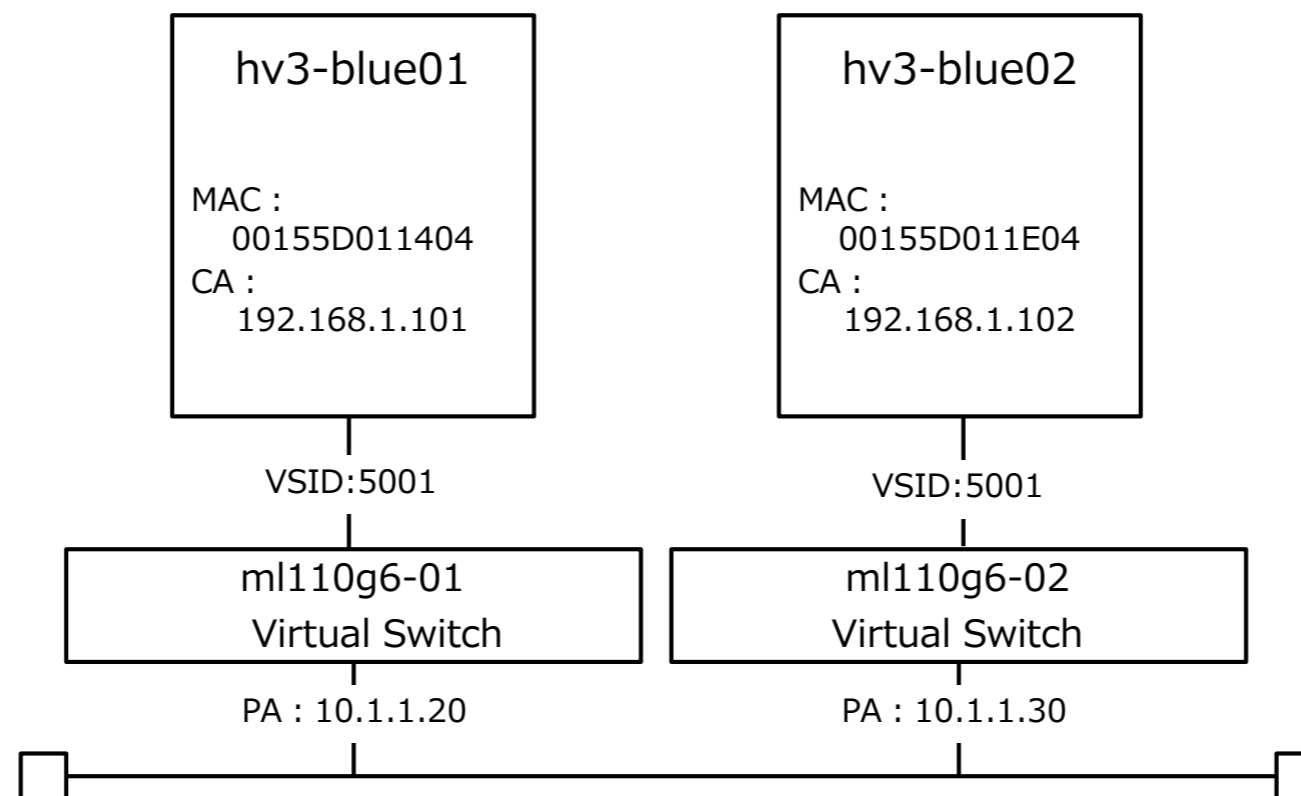 hv3-blue01
MAC :
00155D011404
CA :
192.168.1.101
VSID:5001
ml110g6-01
Virtual Switch
PA : 10.1.1.20
hv3-blue02
MAC :
00155D011E04
CA :
192.168.1.102
VSID:5001
ml110g6-02
Virtual Switch
PA : 10.1.1.30